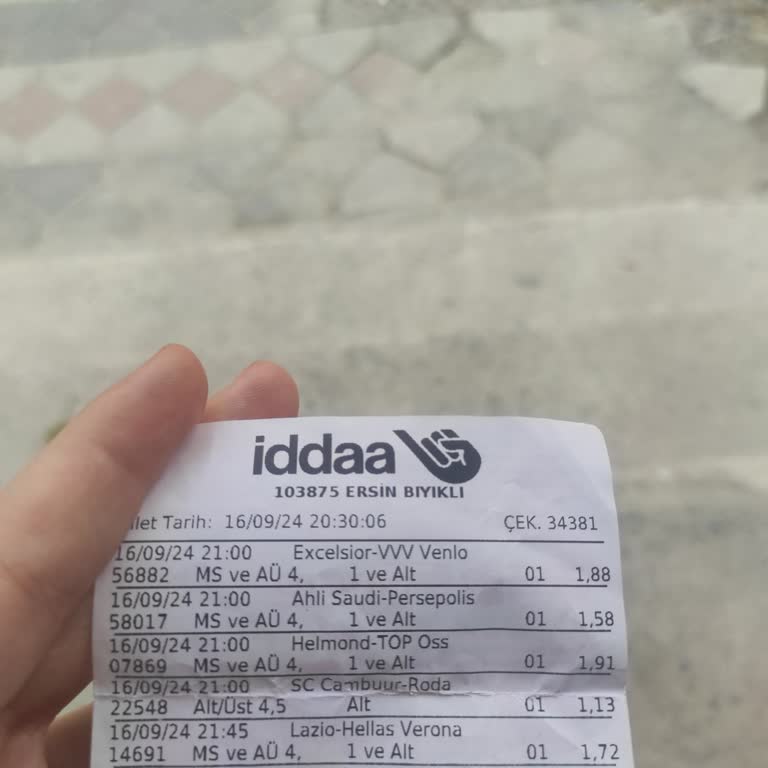 iddaa
103875 ERSİN BIYIKLI
let Tarih: 16/09/24 20:30:06 ÇEK. 34381
16/09/24 21:00 Excelsior-VVV Venlo
56882 MS ve AÜ 4, 1 ve Alt 01 1,88
16/09/24 21:00 Ahli Saudi-Persepolis
58017 MS ve AÜ 4, 1 ve Alt 01 1,58
16/09/24 21:00 Helmond-TOP Oss
07869 MS ve AÜ 4, 1 ve Alt 01 1,91
16/09/24 21:00 SC Cambuur-Roda
22548 Alt/Üst 4,5 Alt 01 1,13
16/09/24 21:45 Lazio-Hellas Verona
14691 MS ve AÜ 4, 1 ve Alt 01 1,72